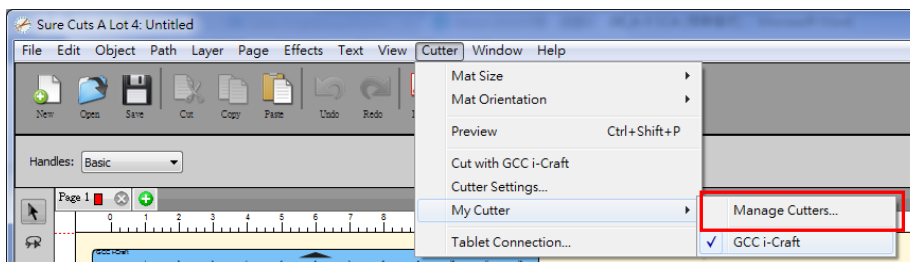 Sure Cuts A Lot 4: Untitled
File Edit Object Path Layer Page Effects Text View Cutter Window Help
New Open Save Cut Copy Paste Undo Redo
Mat Size
Mat Orientation
Preview Ctrl+Shift+P
Cut with GCC i-Craft
Cutter Settings...
My Cutter
Tablet Connection...
Manage Cutters...
GCC i-Craft
Handles: Basic
Page 1
0 1 2 3 4 5 6 7 8
GCC i-Craft